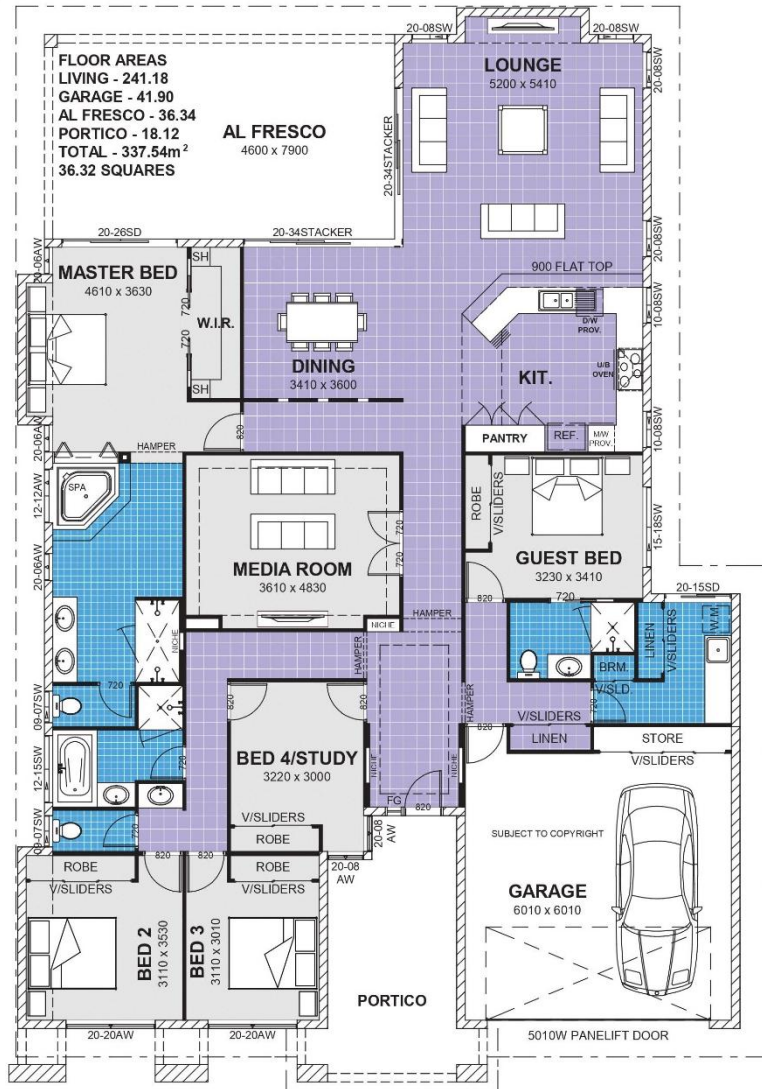 20-08SW
20-08SW
FLOOR AREAS
LIVING - 241.18
GARAGE - 41.90
AL FRESCO - 36.34
PORTICO - 18.12
TOTAL - 337.54m²
36.32 SQUARES
LOUNGE
5200 x 5410
20-08SW
AL FRESCO
4600 x 7900
20-34STACKER
20-26SD
20-34STACKER
20-08SW
20-06AW
MASTER BED
4610 x 3630
SH
720
W.I.R.
720
SH
900 FLAT TOP
10-08SW
D/W
PROV.
U/B
OVEN
DINING
3410 x 3600
KIT.
20-06AW
HAMPER
820
PANTRY
REF.
M/W
PROV.
10-08SW
SPA
12-12AW
20-06AW
MEDIA ROOM
3610 x 4830
720
720
ROBE
V/SLIDERS
GUEST BED
3230 x 3410
15-18SW
820
720
20-15SD
NICHE
NICHE
HAMPER
HAMPER
LINEN
V/SLIDERS
W.M.
BRM.
V/SLD.
720
09-07SW
720
820
820
HAMPER
820
V/SLIDERS
LINEN
STORE
V/SLIDERS
BED 4/STUDY
3220 x 3000
12-15SW
720
NICHE
NICHE
V/SLIDERS
ROBE
FG
820
20-08
AW
20-08
AW
09-07SW
720
820
820
ROBE
V/SLIDERS
ROBE
V/SLIDERS
SUBJECT TO COPYRIGHT
GARAGE
6010 x 6010
BED 2
3110 x 3530
BED 3
3110 x 3010
PORTICO
20-20AW
20-20AW
5010W PANELIFT DOOR